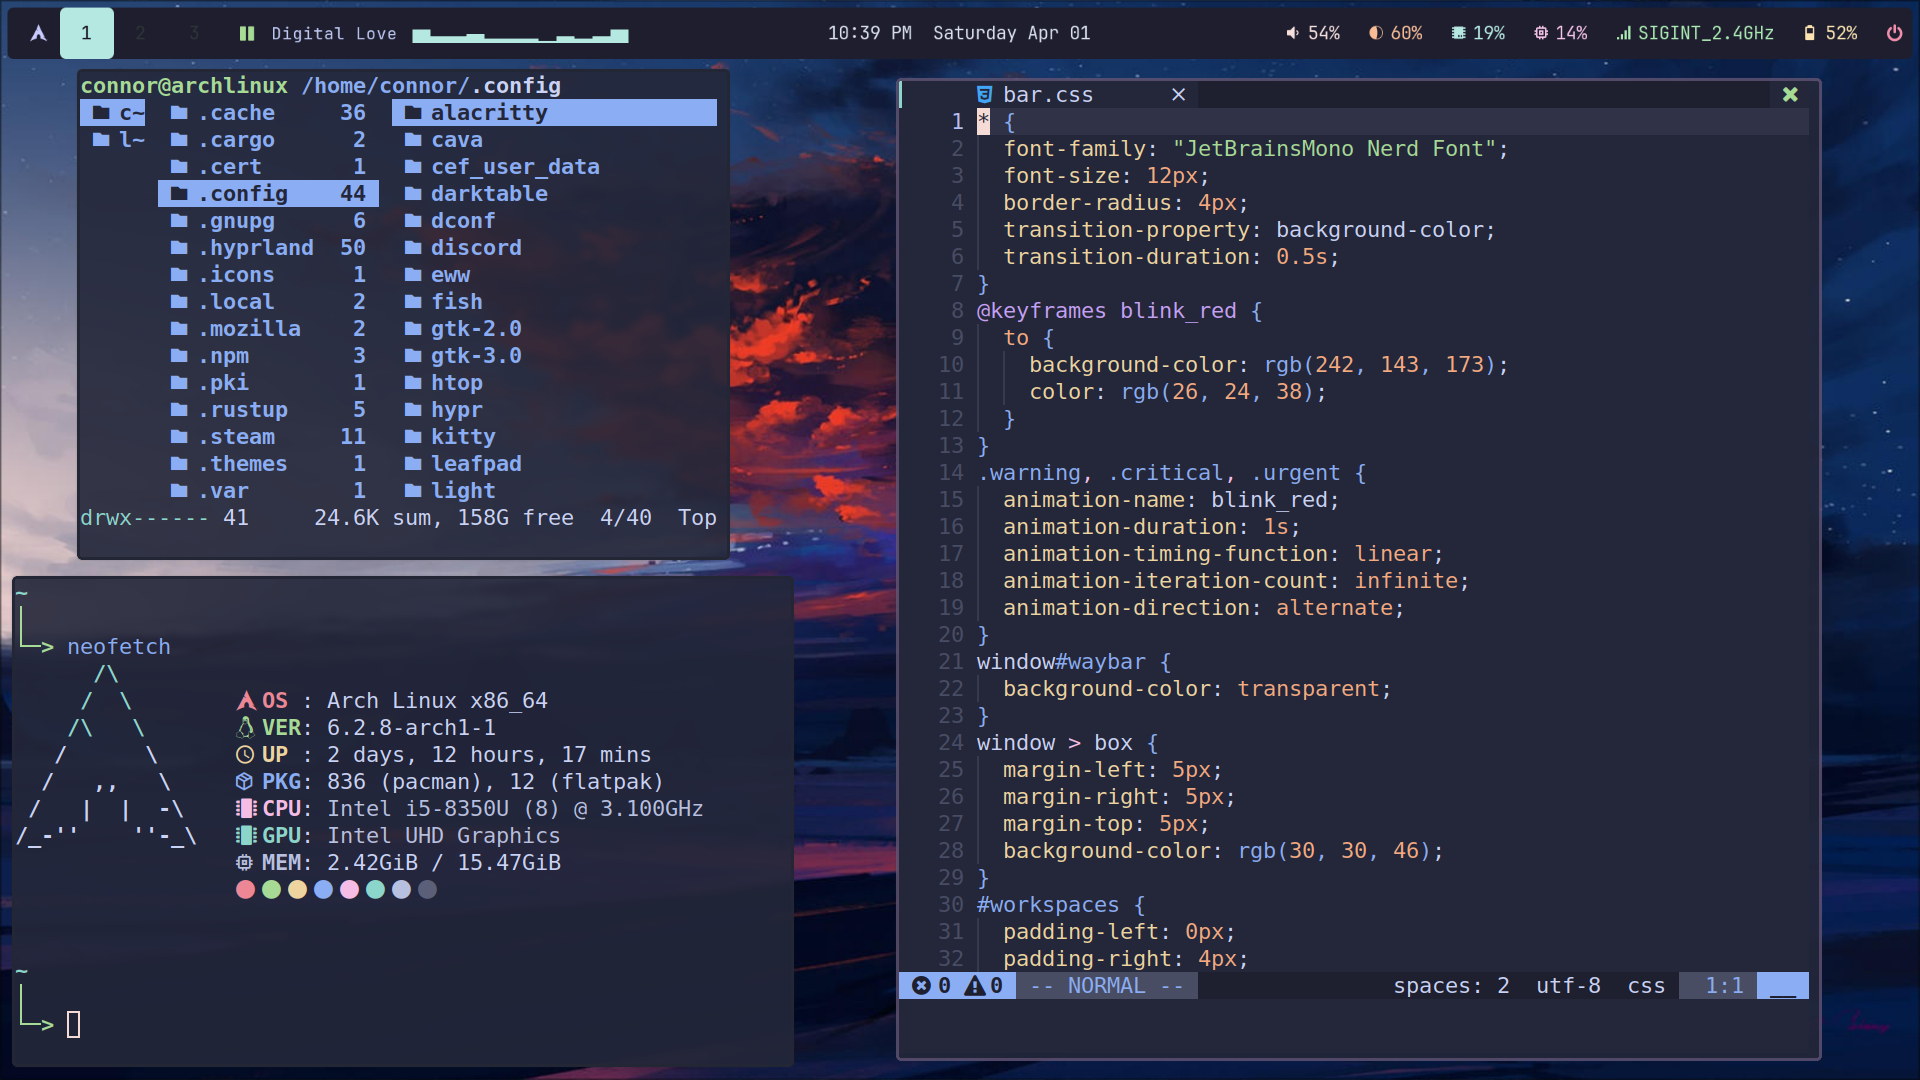 1 2 3 Digital Love 10:39 PM Saturday Apr 01 54% 60% 19% 14% SIGINT_2.4GHz 52%
connor@archlinux /home/connor/.config
c~ .cache 36 alacritty
l~ .cargo 2 cava
.cert 1 cef_user_data
.config 44 darktable
.gnupg 6 dconf
.hyprland 50 discord
.icons 1 eww
.local 2 fish
.mozilla 2 gtk-2.0
.npm 3 gtk-3.0
.pki 1 htop
.rustup 5 hypr
.steam 11 kitty
.themes 1 leafpad
.var 1 light
drwx------ 41 24.6K sum, 158G free 4/40 Top
~
└─> neofetch
/\
/  \
/\   \
/      \
/   ,,   \
/   |  |  -\
/_-''    ''-_\
OS : Arch Linux x86_64
VER: 6.2.8-arch1-1
UP : 2 days, 12 hours, 17 mins
PKG: 836 (pacman), 12 (flatpak)
CPU: Intel i5-8350U (8) @ 3.100GHz
GPU: Intel UHD Graphics
MEM: 2.42GiB / 15.47GiB
~
└─>
bar.css ×
1 * {
2 font-family: "JetBrainsMono Nerd Font";
3 font-size: 12px;
4 border-radius: 4px;
5 transition-property: background-color;
6 transition-duration: 0.5s;
7 }
8 @keyframes blink_red {
9 to {
10 background-color: rgb(242, 143, 173);
11 color: rgb(26, 24, 38);
12 }
13 }
14 .warning, .critical, .urgent {
15 animation-name: blink_red;
16 animation-duration: 1s;
17 animation-timing-function: linear;
18 animation-iteration-count: infinite;
19 animation-direction: alternate;
20 }
21 window#waybar {
22 background-color: transparent;
23 }
24 window > box {
25 margin-left: 5px;
26 margin-right: 5px;
27 margin-top: 5px;
28 background-color: rgb(30, 30, 46);
29 }
30 #workspaces {
31 padding-left: 0px;
32 padding-right: 4px;
0 0 -- NORMAL -- spaces: 2 utf-8 css 1:1 __